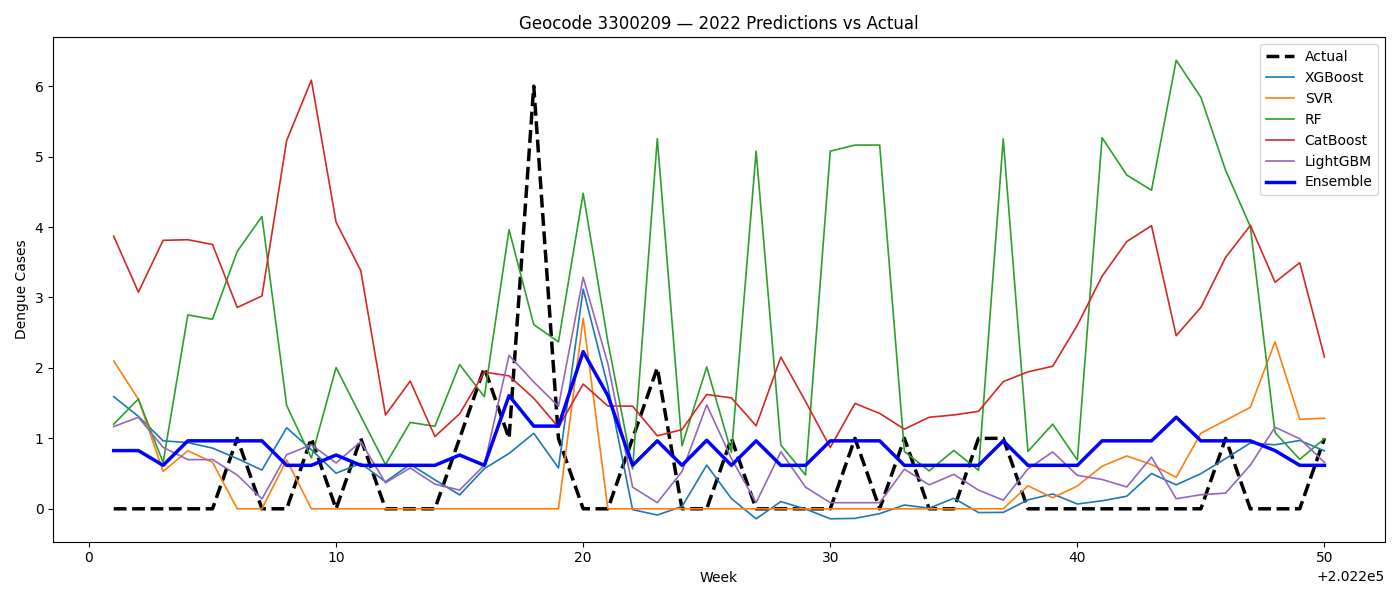 Geocode 3300209 — 2022 Predictions vs Actual
Dengue Cases
6
5
4
3
2
1
0
0 10 20 30 40 50
+2.022e5
Week
Actual
XGBoost
SVR
RF
CatBoost
LightGBM
Ensemble